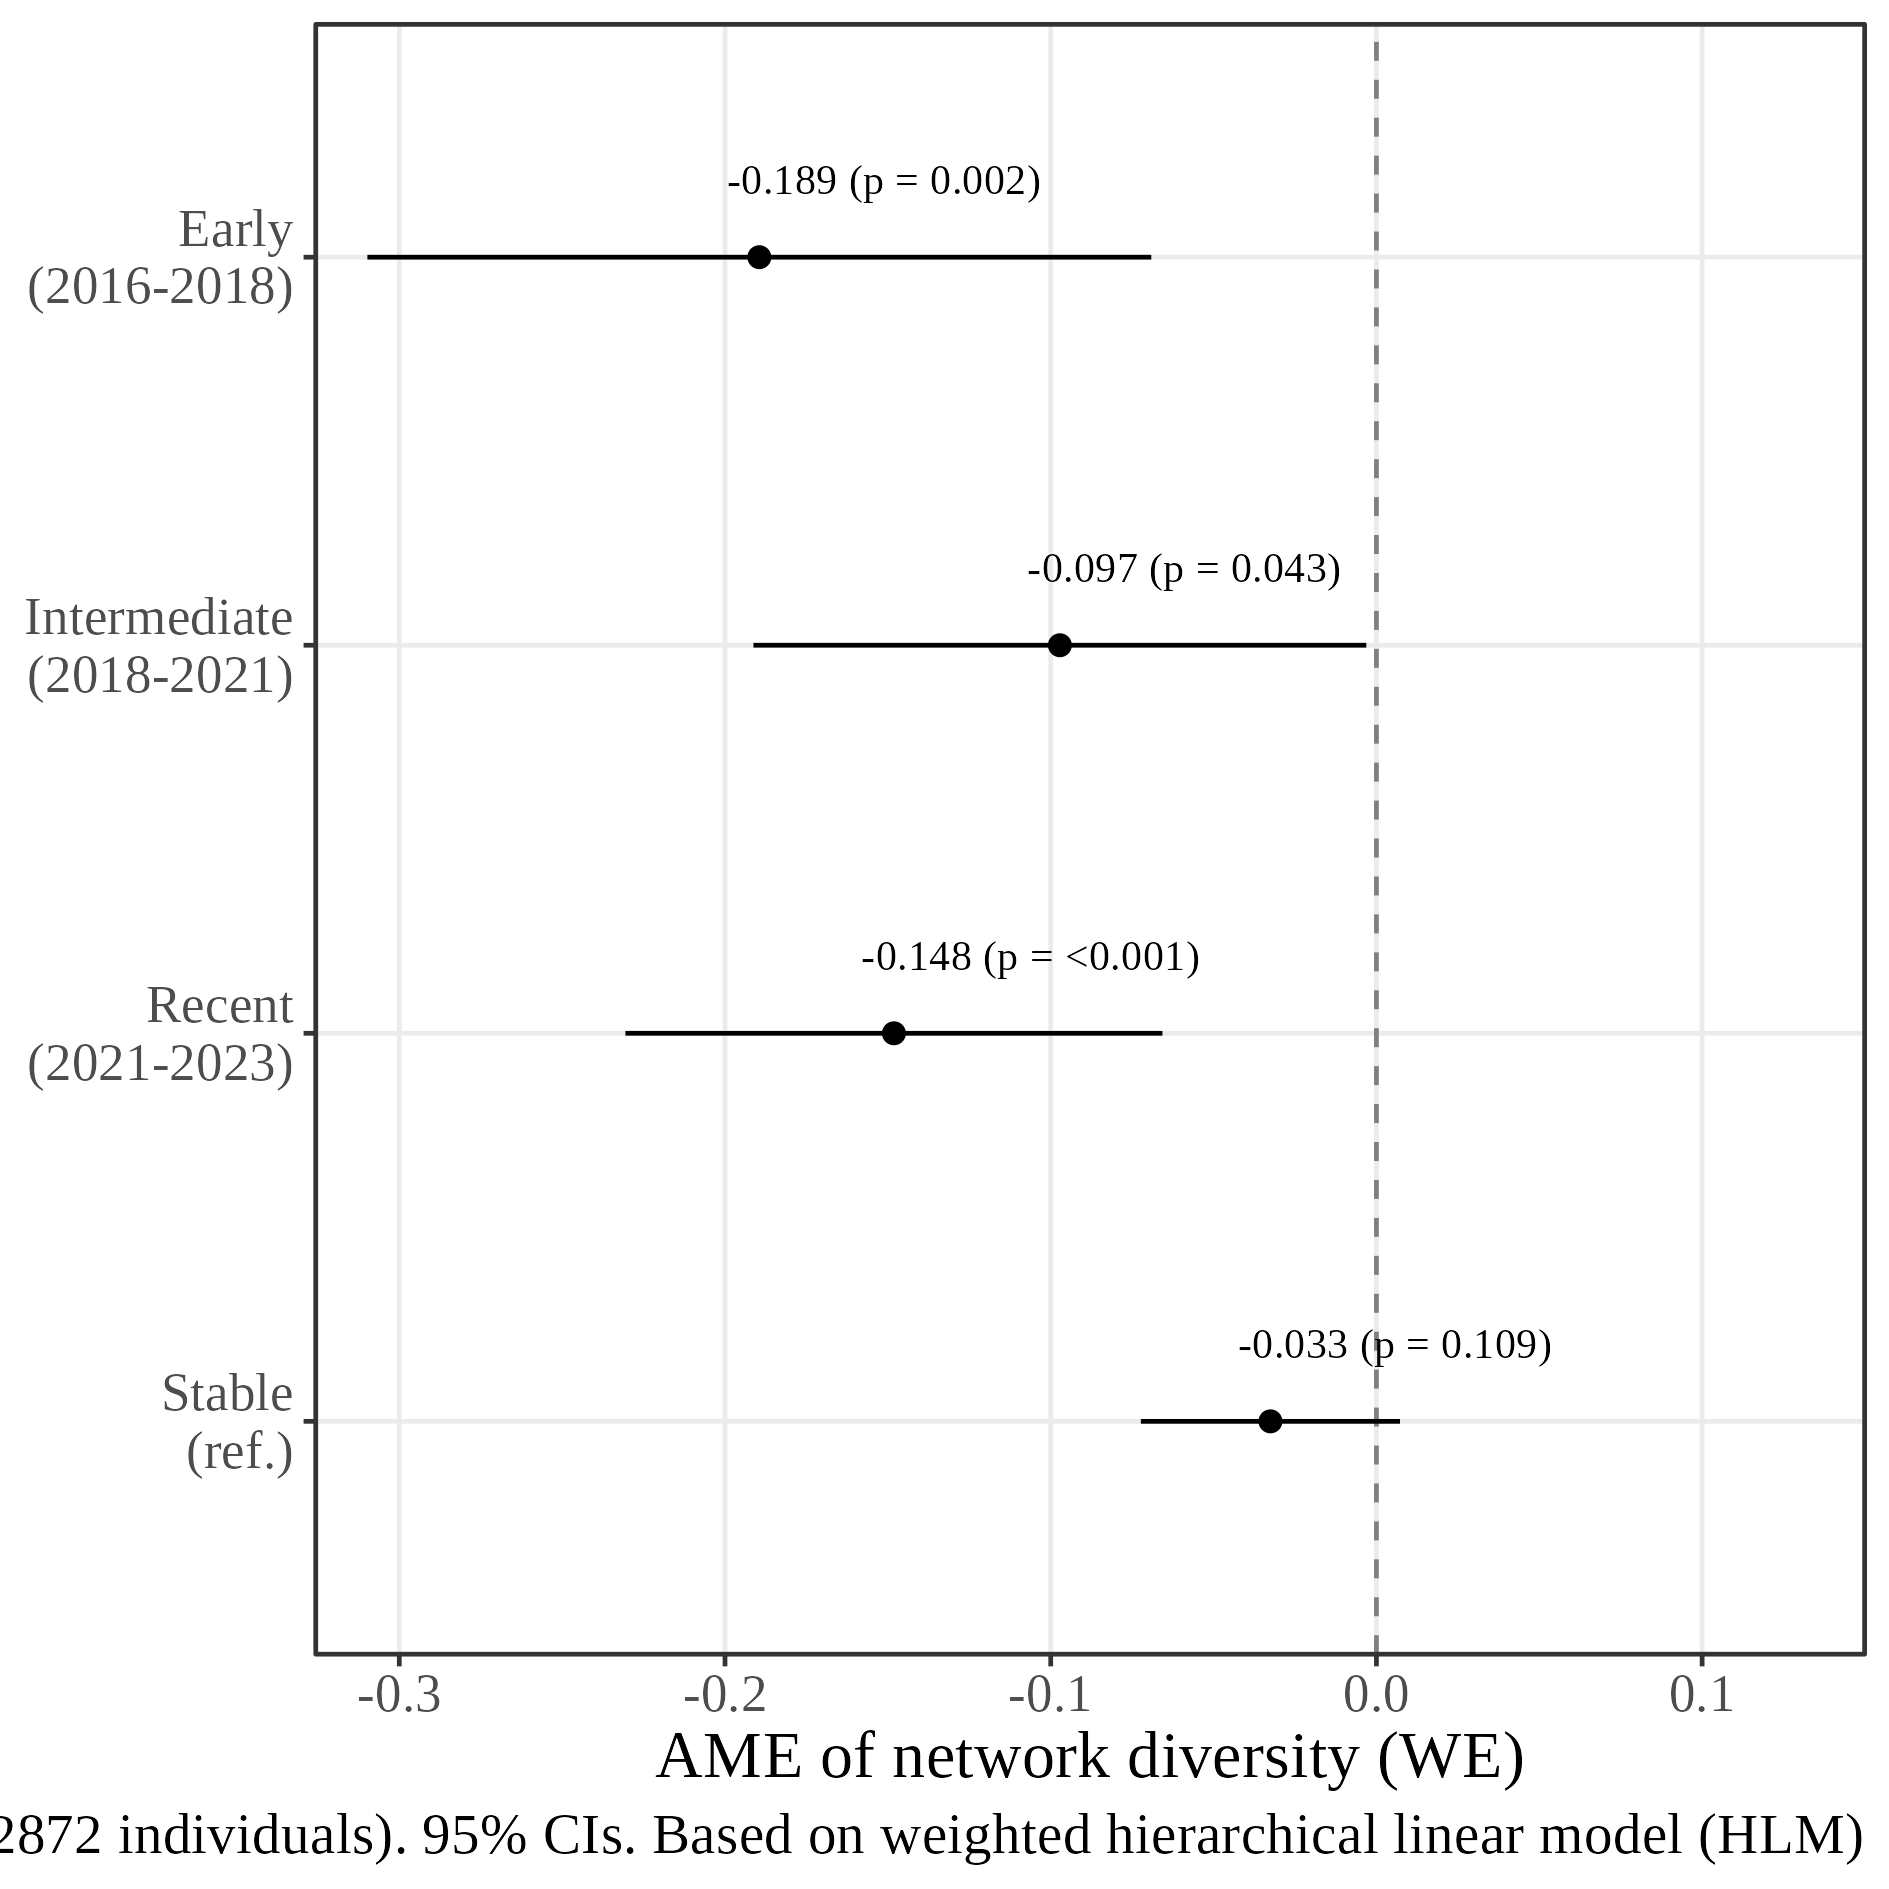 -0.189 (p = 0.002)
Early
(2016-2018)
-0.097 (p = 0.043)
Intermediate
(2018-2021)
-0.148 (p = <0.001)
Recent
(2021-2023)
-0.033 (p = 0.109)
Stable
(ref.)
-0.3 -0.2 -0.1 0.0 0.1
AME of network diversity (WE)
2872 individuals). 95% CIs. Based on weighted hierarchical linear model (HLM)